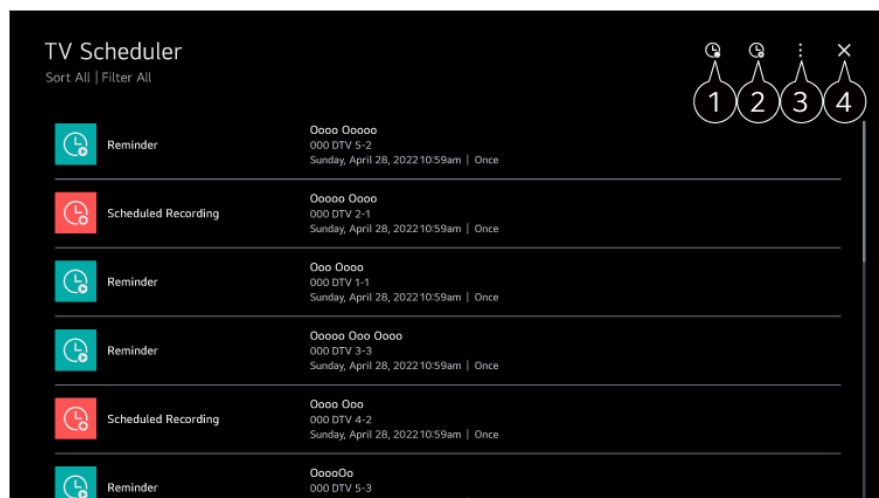 TV Scheduler
Sort All | Filter All
1 2 3 4
Reminder
Oooo Ooooo
000 DTV 5-2
Sunday, April 28, 2022 10:59am | Once
Scheduled Recording
Ooooo Oooo
000 DTV 2-1
Sunday, April 28, 2022 10:59am | Once
Reminder
Ooo Oooo
000 DTV 1-1
Sunday, April 28, 2022 10:59am | Once
Reminder
Ooooo Ooo Oooo
000 DTV 3-3
Sunday, April 28, 2022 10:59am | Once
Scheduled Recording
Oooo Ooo
000 DTV 4-2
Sunday, April 28, 2022 10:59am | Once
Reminder
OoooOo
000 DTV 5-3